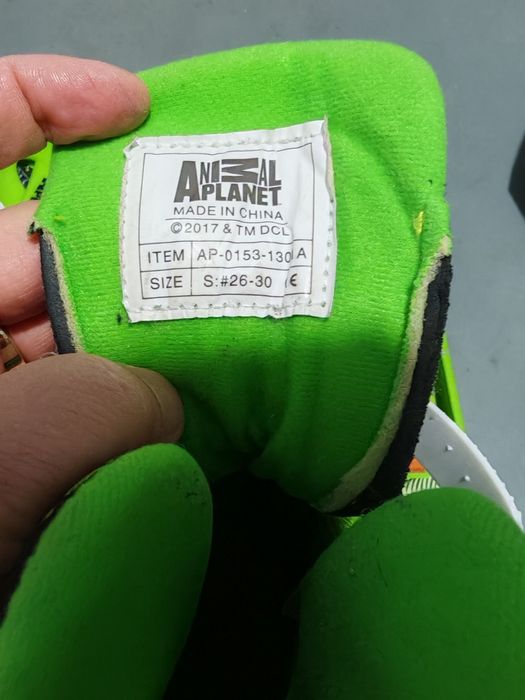 ANIMAL
PLANET
MADE IN CHINA
©2017 & TM DCL
ITEM AP-0153-130 A
SIZE S:#26-30 €